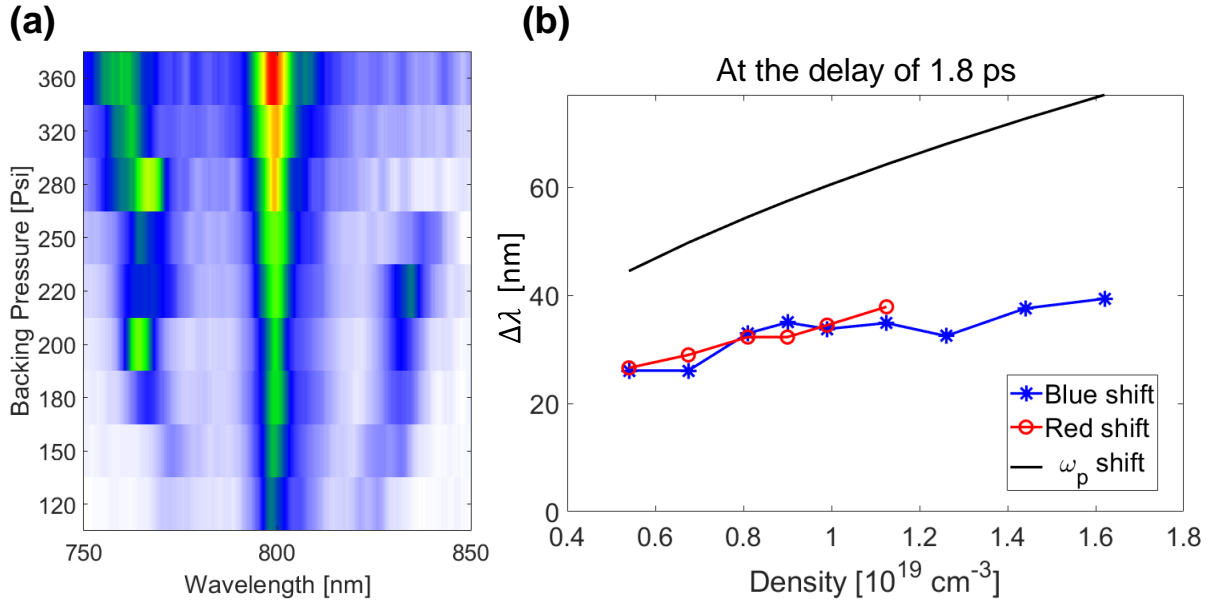 (a)
(b)
At the delay of 1.8 ps
Backing Pressure [Psi]
360
320
280
250
220
200
180
150
120
750
800
850
Wavelength [nm]
Δλ [nm]
60
40
20
0
0.4
0.6
0.8
1
1.2
1.4
1.6
1.8
Density [10^19 cm^-3]
Blue shift
Red shift
ω_p shift